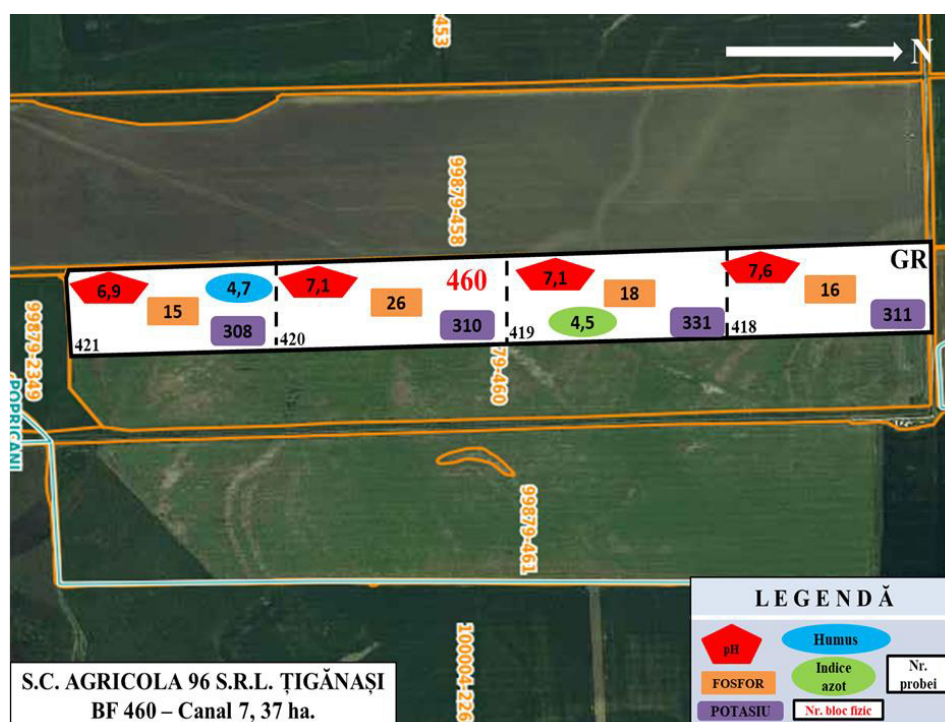 99879-453
N
99879-458
GR
6,9
4,7
7,1
460
7,1
7,6
15
26
18
16
308
310
4,5
331
311
421
420
419
418
79-460
99879-2349
POPRICANI
99879-461
100004-226
S.C. AGRICOLA 96 S.R.L. ȚIGĂNAȘI
BF 460 – Canal 7, 37 ha.
LEGENDĂ
pH
Humus
FOSFOR
Indice
azot
Nr.
probei
POTASIU
Nr. bloc fizic